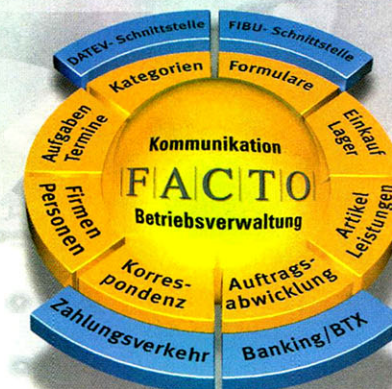 DATEV- Schnittstelle
FIBU- Schnittstelle
Kategorien
Formulare
Aufgaben
Termine
Einkauf
Lager
Kommunikation
FACTO
Betriebsverwaltung
Firmen
Personen
Artikel
Leistungen
Korres-
pondenz
Auftrags-
abwicklung
Zahlungsverkehr
Banking/BTX